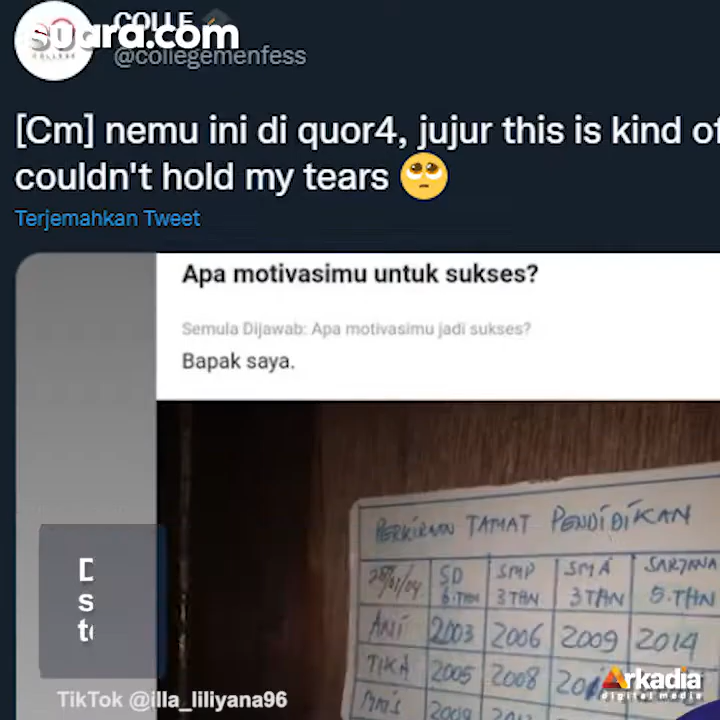 COLLE
suara.com
@collegemenfess
[Cm] nemu ini di quor4, jujur this is kind of
couldn't hold my tears 🥺
Terjemahkan Tweet
Apa motivasimu untuk sukses?
Semula Dijawab: Apa motivasimu jadi sukses?
Bapak saya.
PERKIRAAN TAMAT PENDIDIKAN
SD SMP SMA SARJANA
6.THN 3 THN 3 THN 5.THN
ANI 2003 2006 2009 2014
TIKA 2005 2008
Arkadia
digital media
TikTok @illa_liliyana96